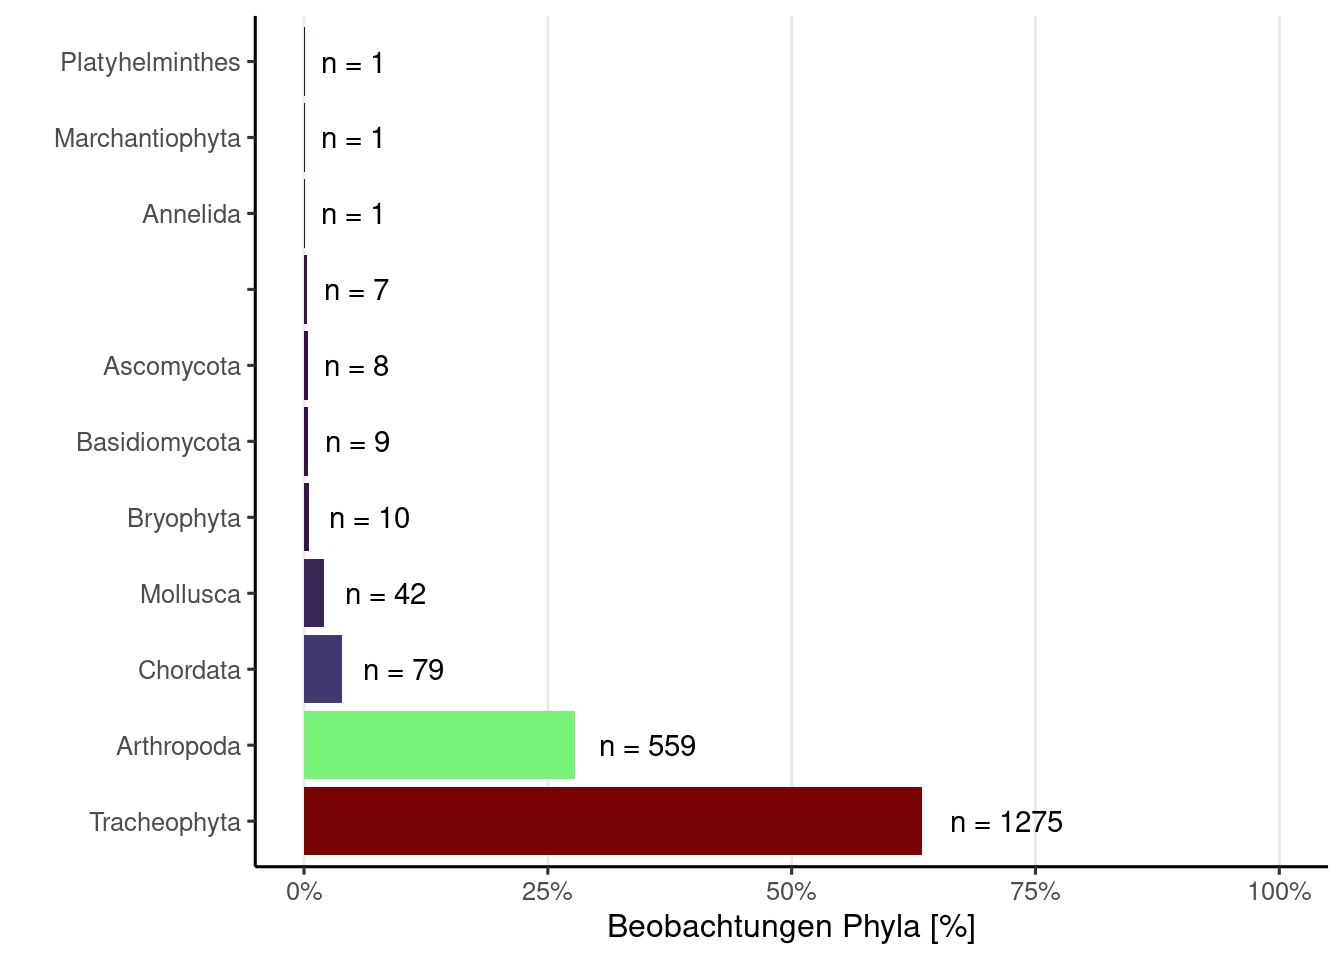 Platyhelminthes n = 1
Marchantiophyta n = 1
Annelida n = 1
n = 7
Ascomycota n = 8
Basidiomycota n = 9
Bryophyta n = 10
Mollusca n = 42
Chordata n = 79
Arthropoda n = 559
Tracheophyta n = 1275
0% 25% 50% 75% 100%
Beobachtungen Phyla [%]